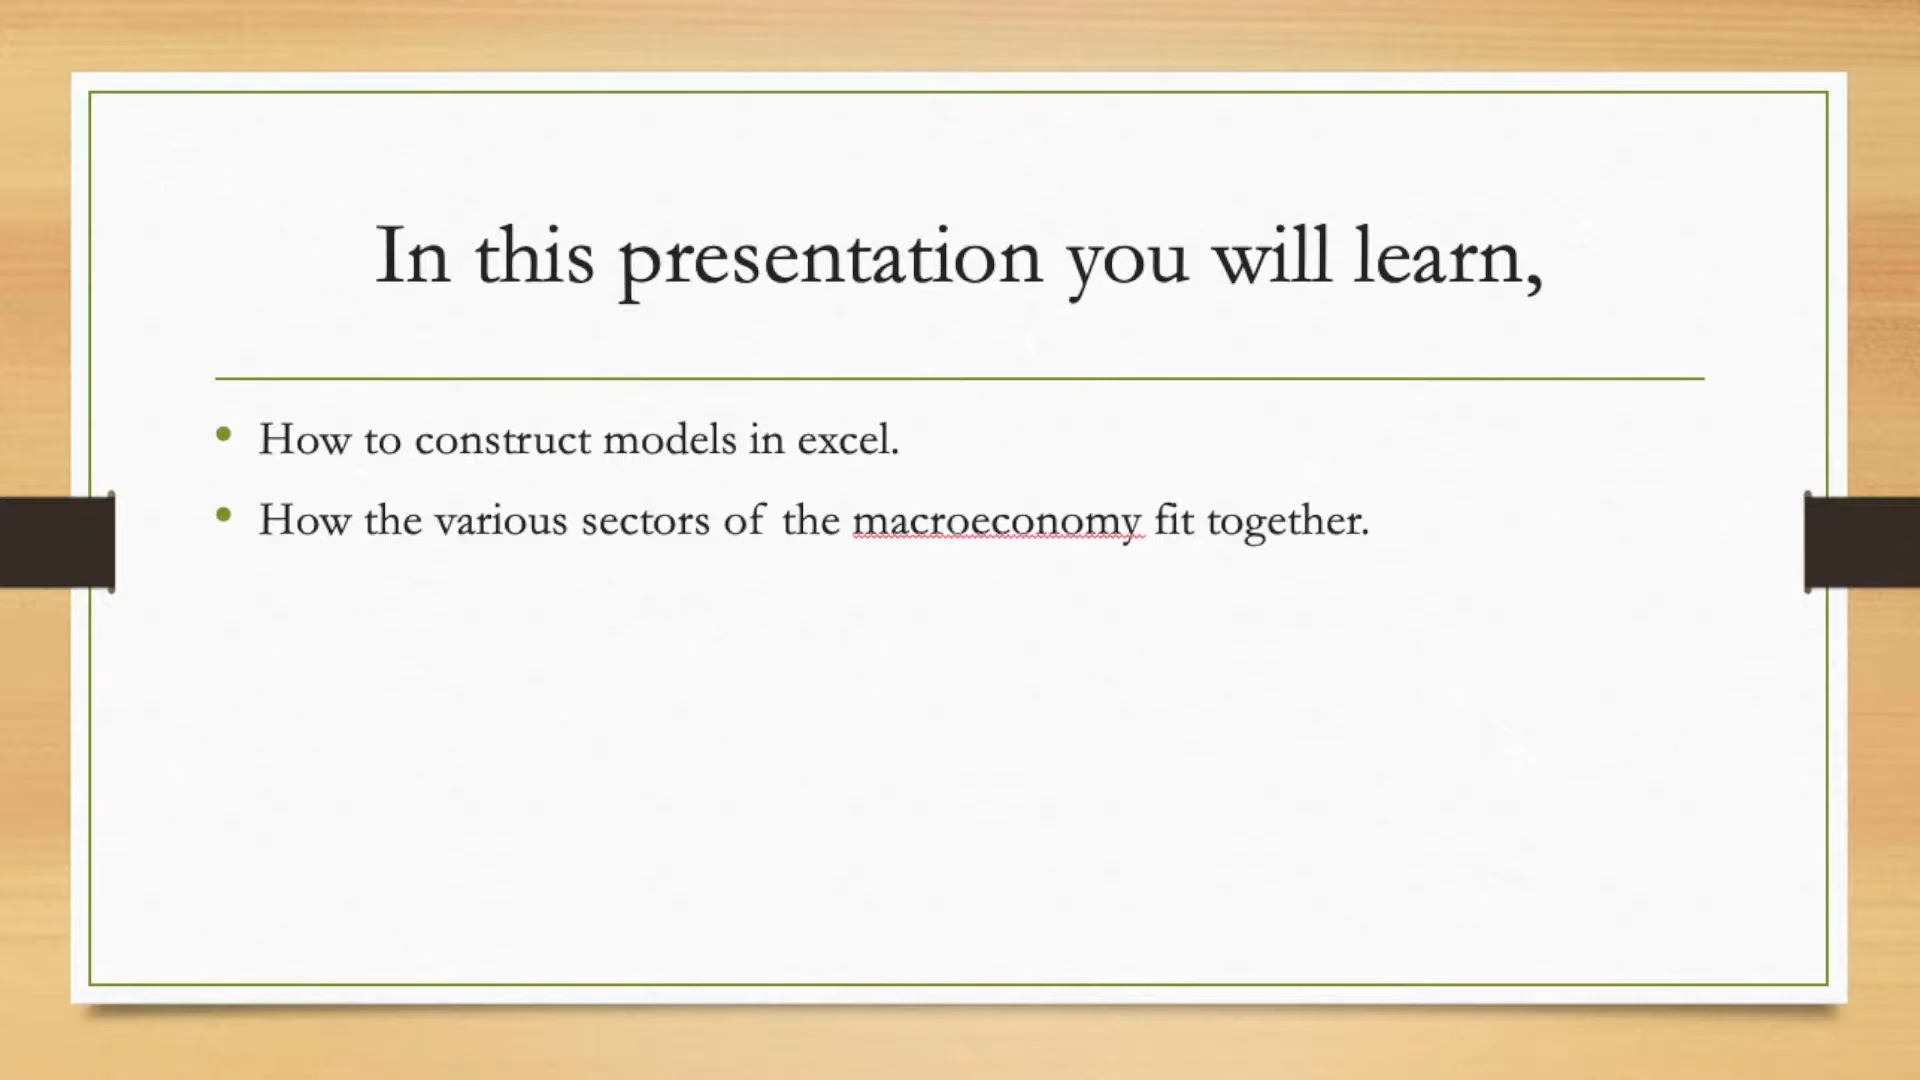 In this presentation you will learn,
How to construct models in excel.
How the various sectors of the macroeconomy fit together.